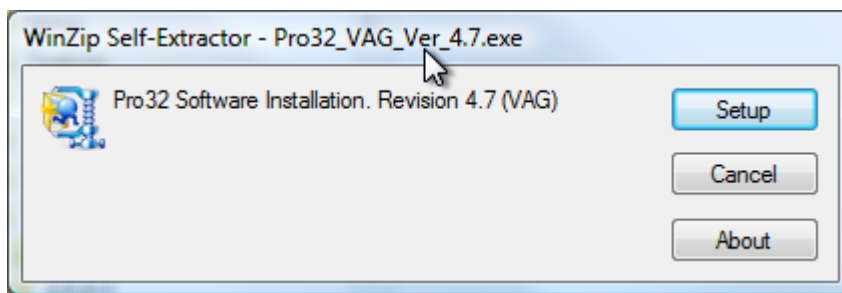 WinZip Self-Extractor - Pro32_VAG_Ver_4.7.exe
Pro32 Software Installation. Revision 4.7 (VAG)
Setup
Cancel
About